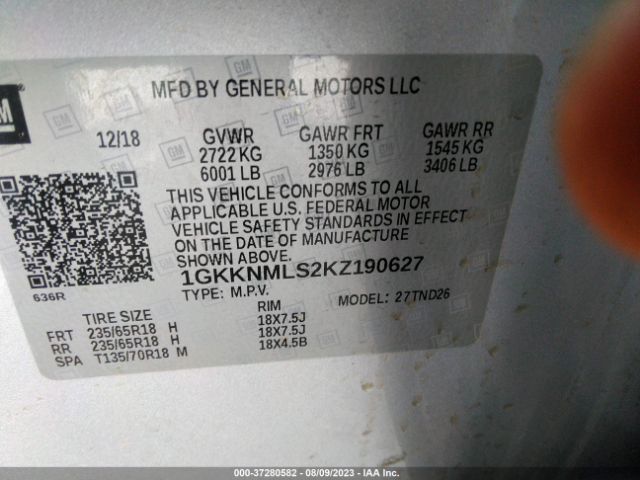 GM
MFD BY GENERAL MOTORS LLC
12/18 GVWR GAWR FRT GAWR RR
2722 KG 1350 KG 1545 KG
6001 LB 2976 LB 3406 LB
THIS VEHICLE CONFORMS TO ALL
APPLICABLE U.S. FEDERAL MOTOR
VEHICLE SAFETY STANDARDS IN EFFECT
ON THE DATE OF MANUFACTURE
SHOWN ABOVE.
1GKKNMLS2KZ190627
636R
TYPE: M.P.V. MODEL: 27TND26
TIRE SIZE RIM
FRT 235/65R18 H 18X7.5J
RR 235/65R18 H 18X7.5J
SPA T135/70R18 M 18X4.5B
000-37280582 - 08/09/2023 - IAA Inc.